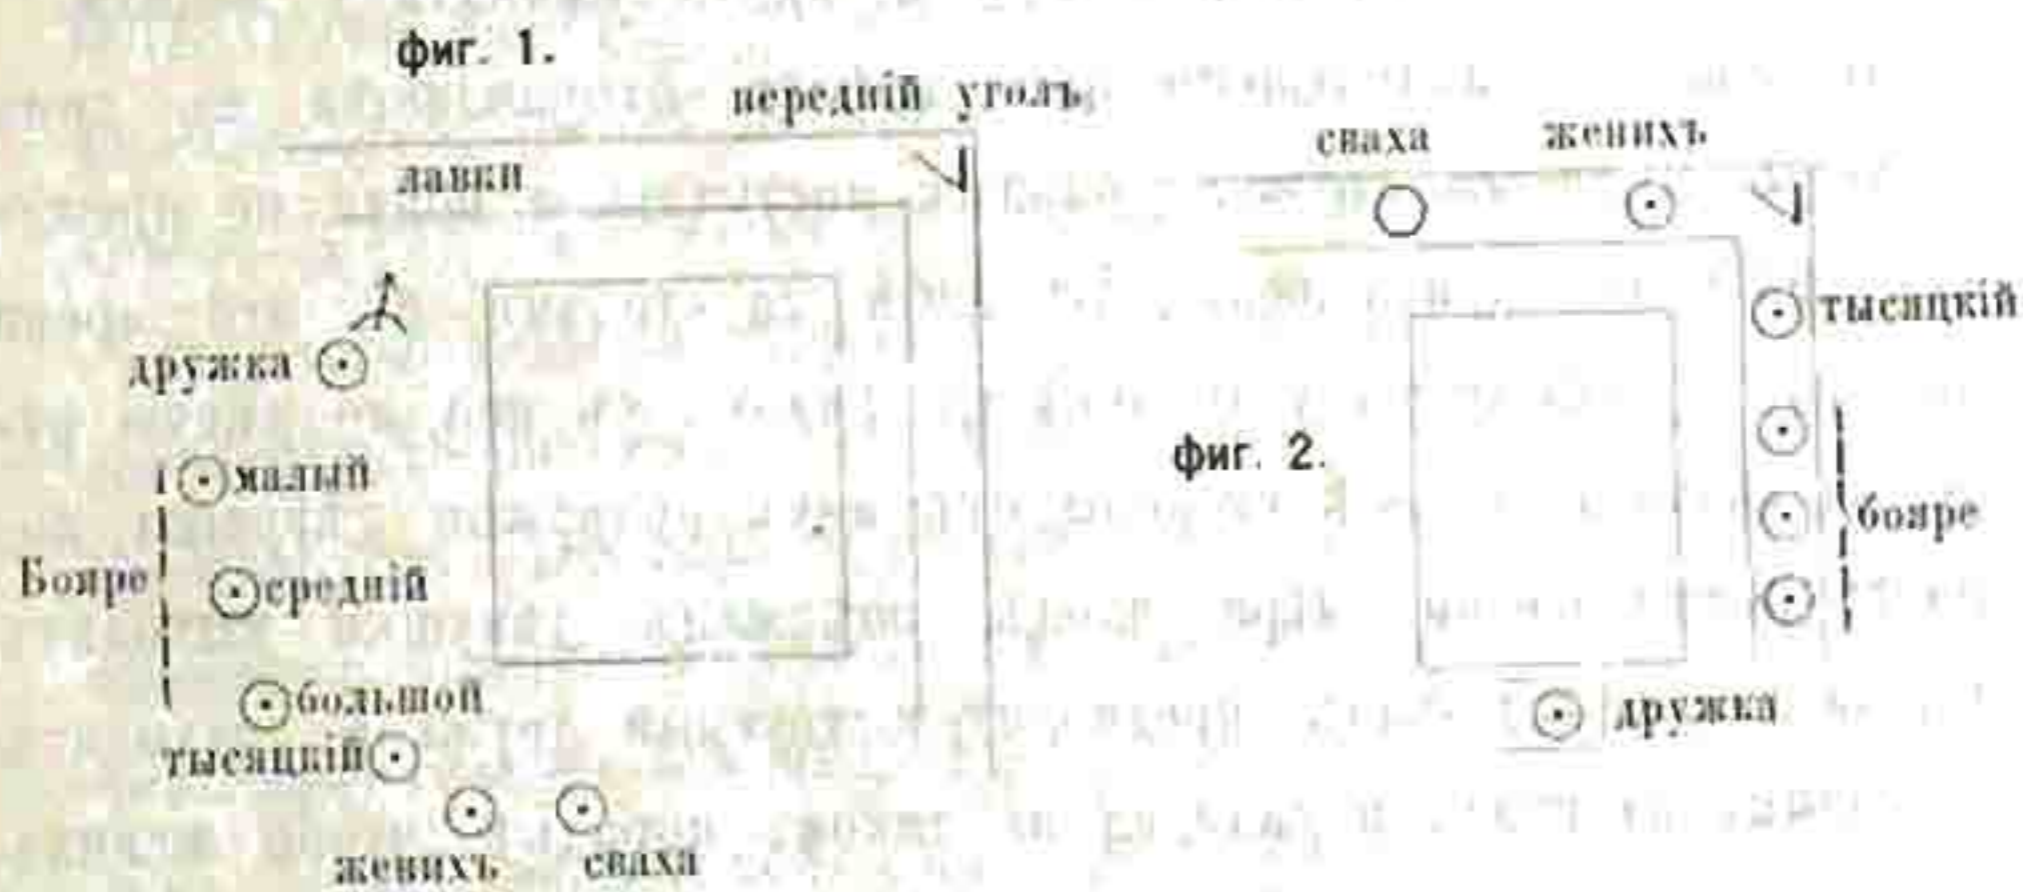 фиг. 1.
передній уголъ
лавки
дружка
малый
Бояре
средній
большой
тысяцкій
женихъ сваха
сваха женихъ
тысяцкій
фиг. 2.
бояре
дружка